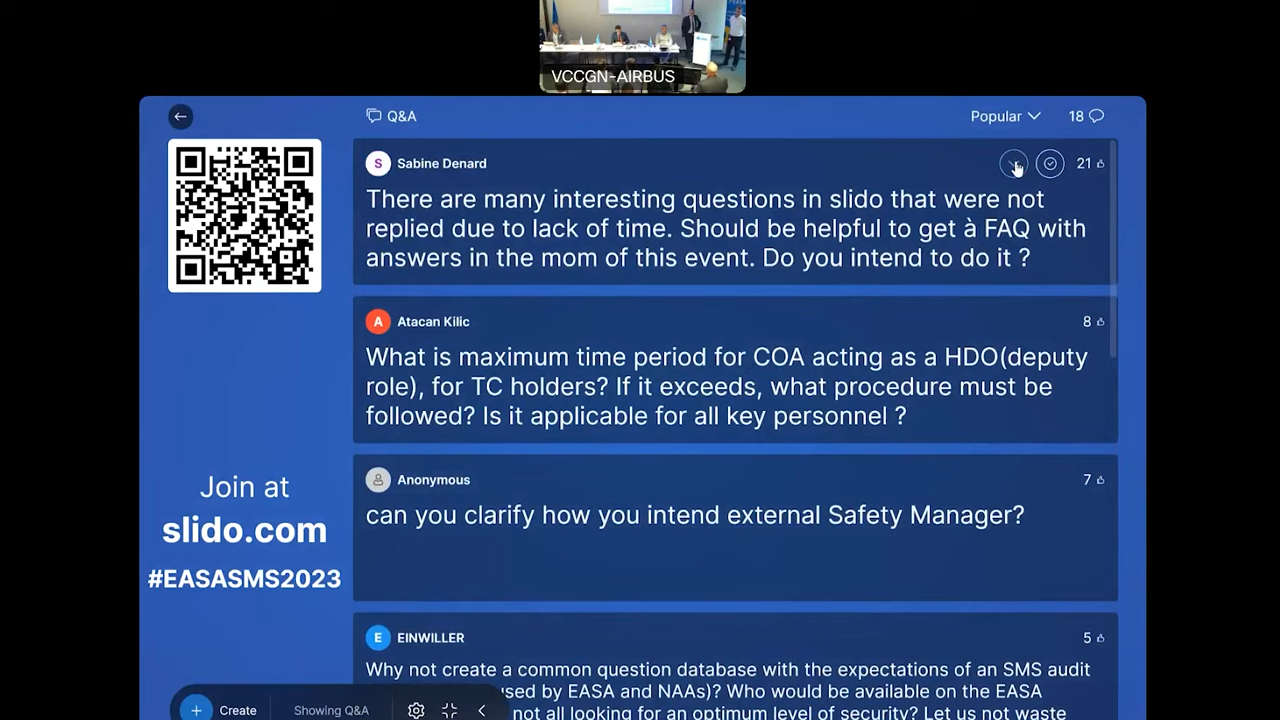 VCCGN-AIRBUS
Q&A
Popular
18
S
Sabine Denard
21
There are many interesting questions in slido that were not
replied due to lack of time. Should be helpful to get à FAQ with
answers in the mom of this event. Do you intend to do it ?
A
Atacan Kilic
8
What is maximum time period for COA acting as a HDO(deputy
role), for TC holders? If it exceeds, what procedure must be
followed? Is it applicable for all key personnel ?
Anonymous
7
can you clarify how you intend external Safety Manager?
Join at
slido.com
#EASASMS2023
E
EINWILLER
5
Why not create a common question database with the expectations of an SMS audit
used by EASA and NAAs)? Who would be available on the EASA
not all looking for an optimum level of security? Let us not waste
Create
Showing Q&A